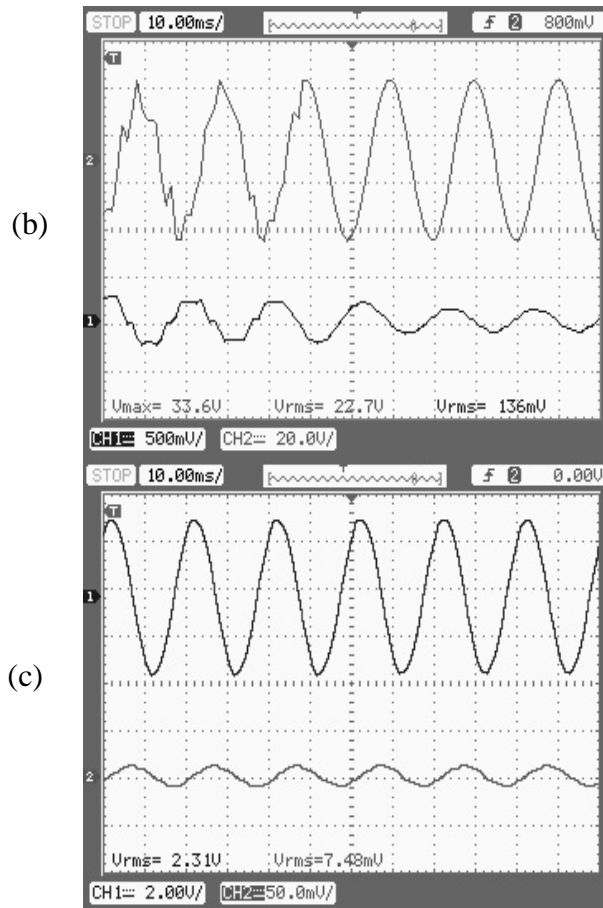 STOP 10.00ms/ ƒ 2 800mV
T
2
(b)
1
Vmax= 33.6V Vrms= 22.7V Vrms= 136mV
CH1 500mV/ CH2 20.0V/
STOP 10.00ms/ ƒ 2 0.00V
T
1
(c)
2
Vrms= 2.31V Vrms=7.48mV
CH1 2.00V/ CH2 50.0mV/